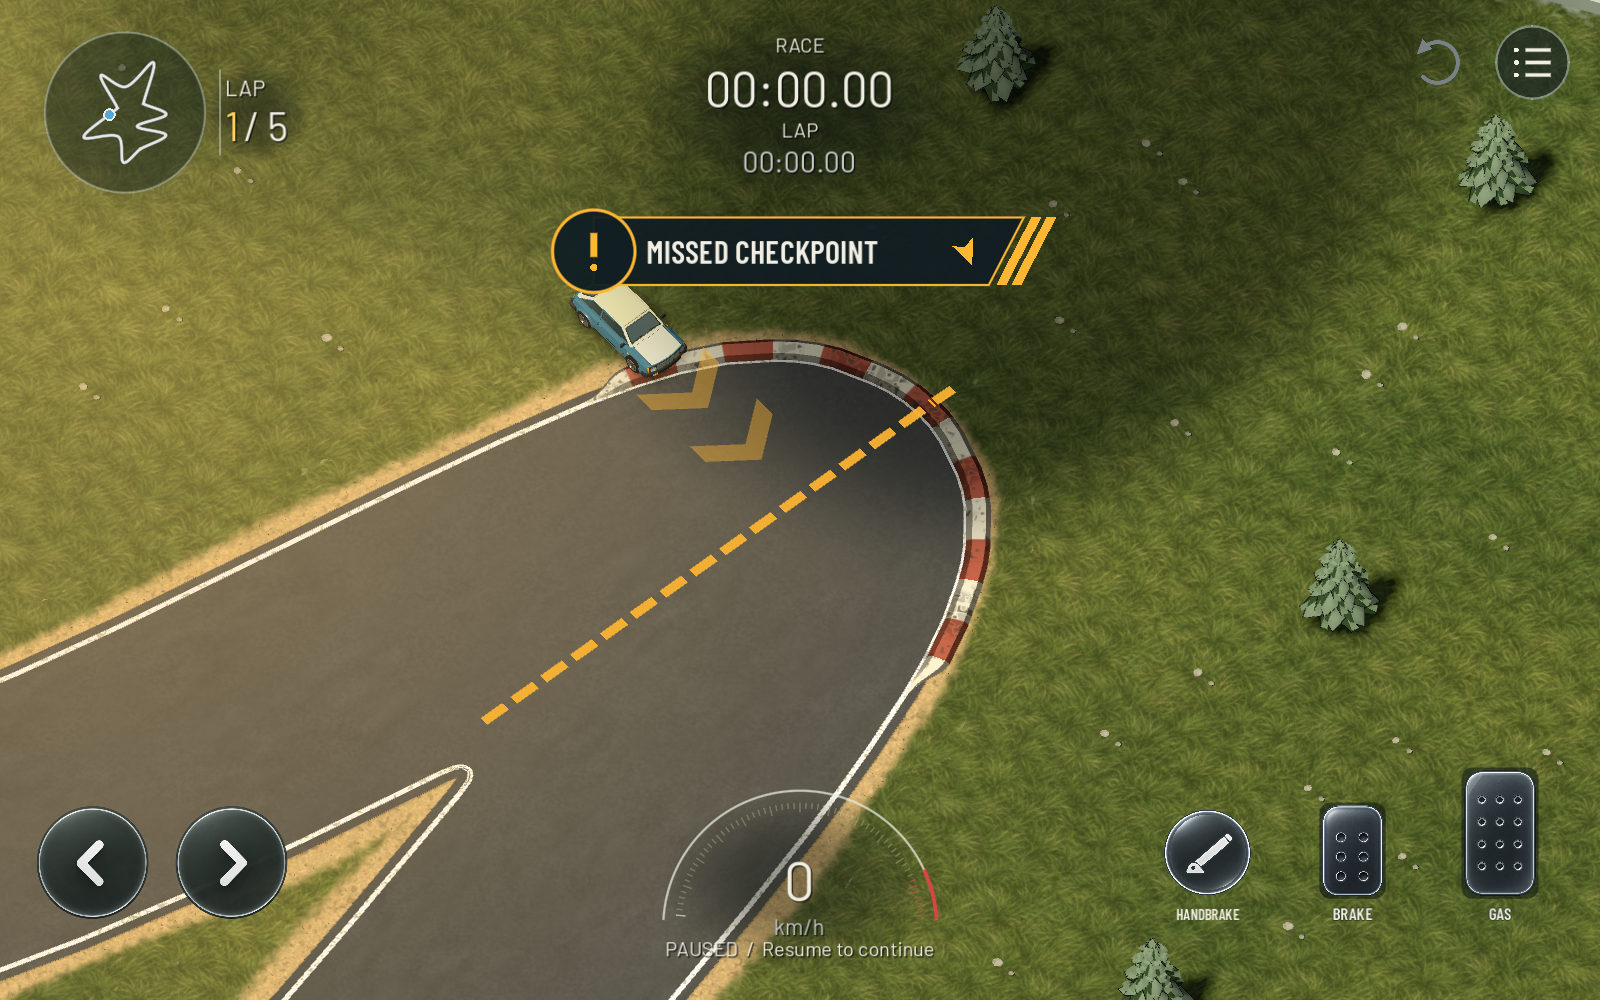 RACE
00:00.00
LAP
00:00.00
LAP
1/ 5
!
MISSED CHECKPOINT
0
km/h
PAUSED / Resume to continue
HANDBRAKE
BRAKE
GAS